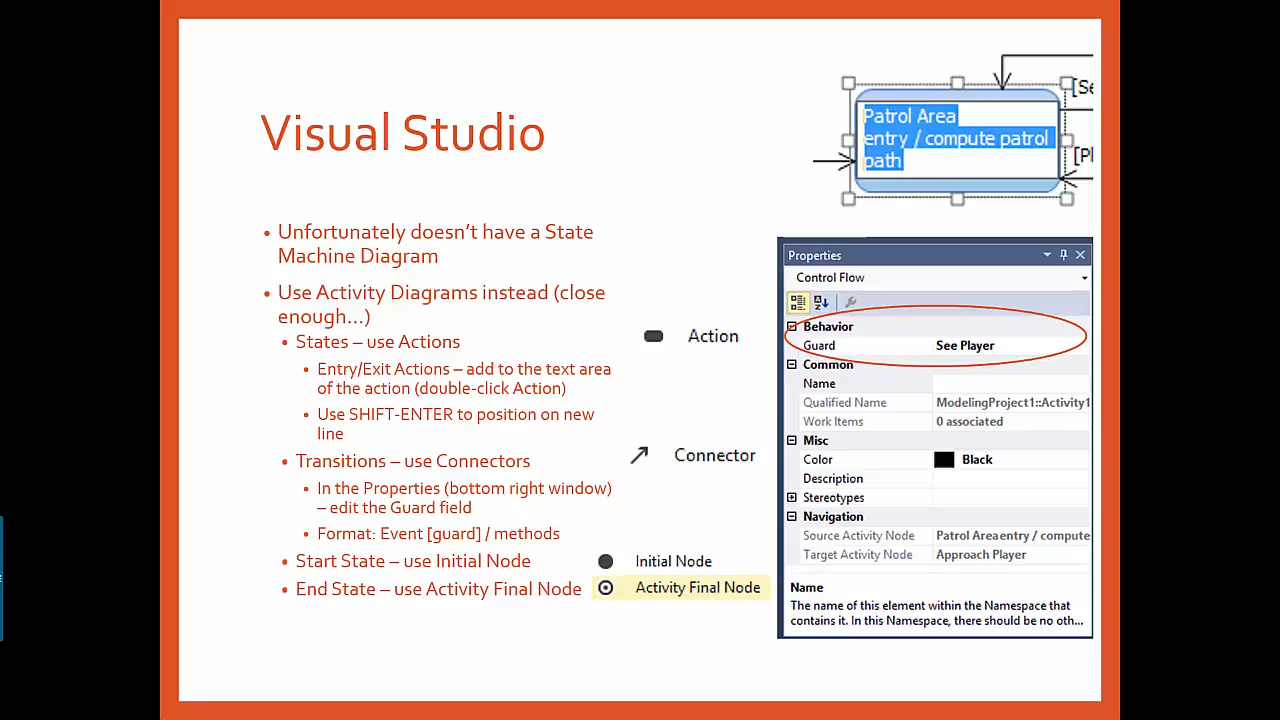 Visual Studio
Patrol Area
entry / compute patrol
path
• Unfortunately doesn't have a State
Machine Diagram
• Use Activity Diagrams instead (close
enough…)
• States – use Actions
• Entry/Exit Actions – add to the text area
of the action (double-click Action)
• Use SHIFT-ENTER to position on new
line
• Transitions – use Connectors
• In the Properties (bottom right window)
– edit the Guard field
• Format: Event [guard] / methods
• Start State – use Initial Node
• End State – use Activity Final Node
Action
Connector
Initial Node
Activity Final Node
Properties
Control Flow
Behavior
Guard See Player
Common
Name
Qualified Name ModelingProject1::Activity1
Work Items 0 associated
Misc
Color Black
Description
Stereotypes
Navigation
Source Activity Node Patrol Area entry / compute
Target Activity Node Approach Player
Name
The name of this element within the Namespace that
contains it. In this Namespace, there should be no oth...